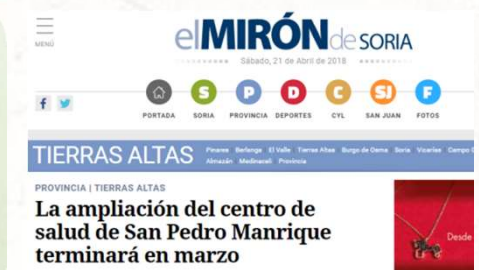 elMIRÓNdeSORIA
MENÚ
Sábado, 21 de Abril de 2018
S P D C SJ F
PORTADA SORIA PROVINCIA DEPORTES CYL SAN JUAN FOTOS
TIERRAS ALTAS Pinares Berlanga El Valle Tierras Altas Burgo de Osma Soria Vicarías Campo
Almazán Medinaceli Provincia
PROVINCIA | TIERRAS ALTAS
La ampliación del centro de
salud de San Pedro Manrique
terminará en marzo
Desde